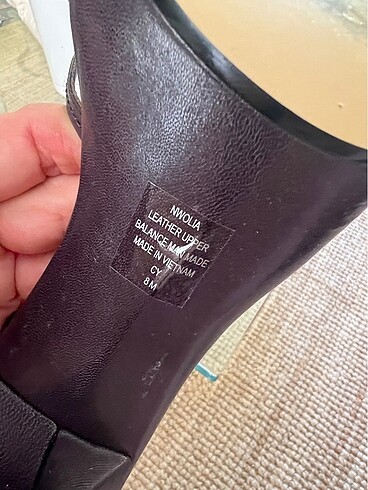 NWOLIA
LEATHER UPPER
BALANCE MAN MADE
MADE IN VIETNAM
CY
8 M